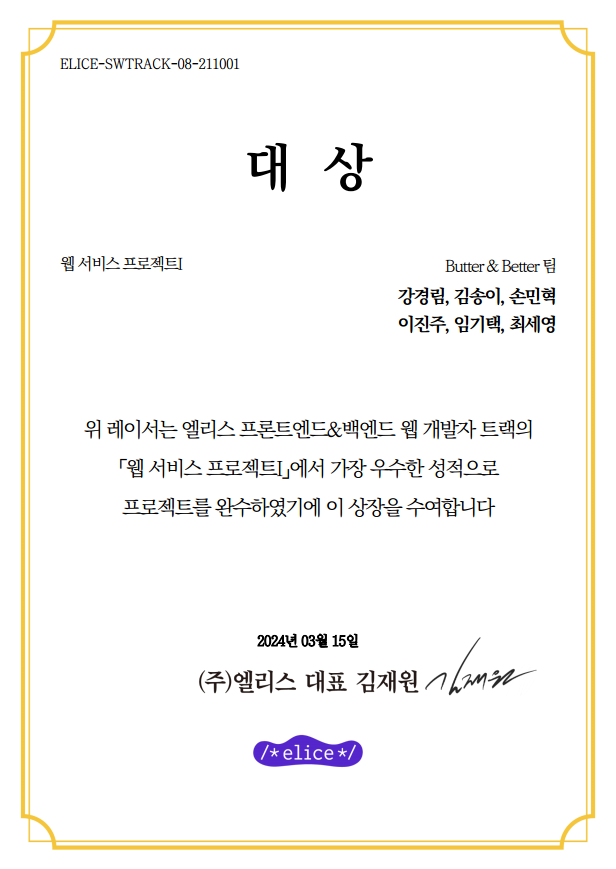 ELICE-SWTRACK-08-211001
대 상
웹 서비스 프로젝트I
Butter & Better 팀
강경림, 김송이, 손민혁
이진주, 임기택, 최세영
위 레이서는 엘리스 프론트엔드&백엔드 웹 개발자 트랙의
「웹 서비스 프로젝트I」에서 가장 우수한 성적으로
프로젝트를 완수하였기에 이 상장을 수여합니다
2024년 03월 15일
(주)엘리스 대표 김재원 김재원
/*elice*/